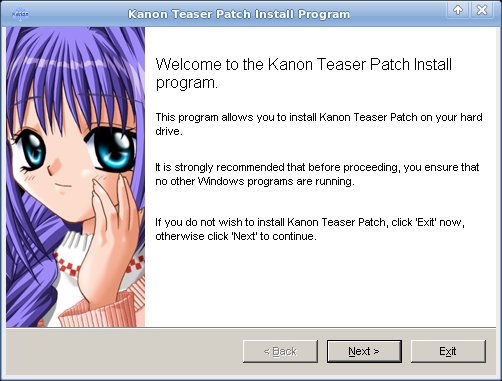 Kanon Teaser Patch Install Program
Welcome to the Kanon Teaser Patch Install
program.
This program allows you to install Kanon Teaser Patch on your hard
drive.
It is strongly recommended that before proceeding, you ensure that
no other Windows programs are running.
If you do not wish to install Kanon Teaser Patch, click 'Exit' now,
otherwise click 'Next' to continue.
< Back
Next >
Exit